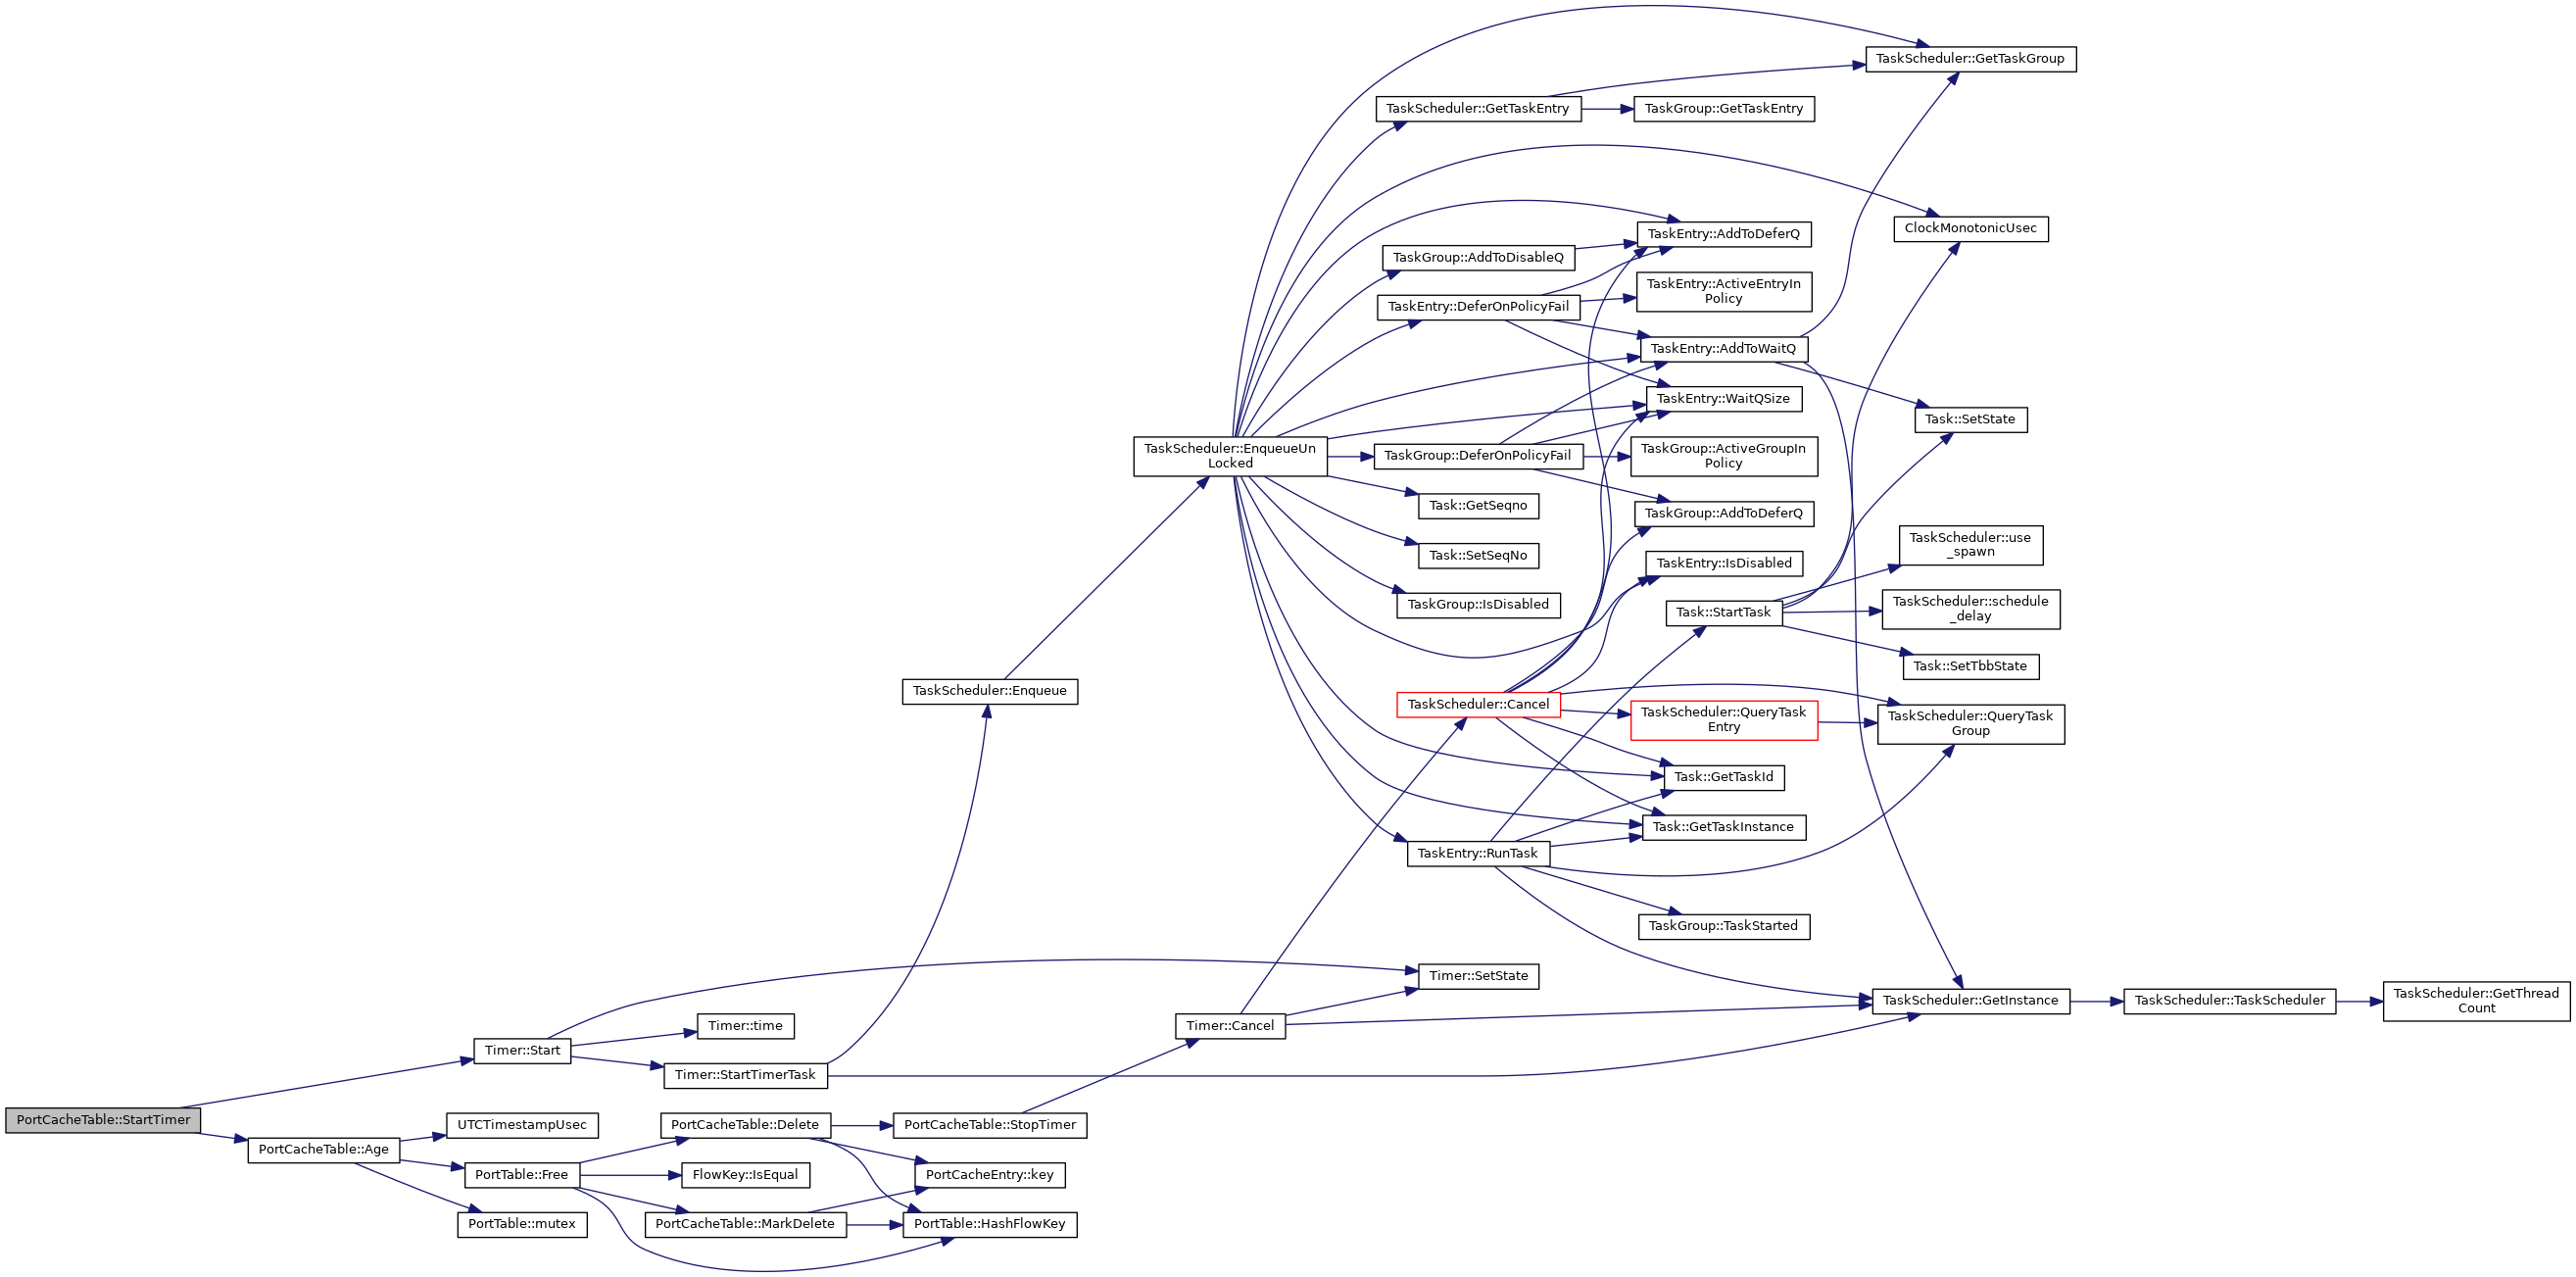 TaskScheduler::GetTaskGroup
TaskScheduler::GetTaskEntry
TaskGroup::GetTaskEntry
ClockMonotonicUsec
TaskEntry::AddToDeferQ
TaskGroup::AddToDisableQ
TaskEntry::ActiveEntryIn
Policy
TaskEntry::DeferOnPolicyFail
TaskEntry::AddToWaitQ
TaskEntry::WaitQSize
Task::SetState
TaskScheduler::EnqueueUn
Locked
TaskGroup::DeferOnPolicyFail
TaskGroup::ActiveGroupIn
Policy
Task::GetSeqno
TaskGroup::AddToDeferQ
TaskScheduler::use
_spawn
Task::SetSeqNo
TaskEntry::IsDisabled
TaskGroup::IsDisabled
Task::StartTask
TaskScheduler::schedule
_delay
Task::SetTbbState
TaskScheduler::Enqueue
TaskScheduler::Cancel
TaskScheduler::QueryTask
Entry
TaskScheduler::QueryTask
Group
Task::GetTaskId
Task::GetTaskInstance
TaskEntry::RunTask
TaskGroup::TaskStarted
Timer::SetState
TaskScheduler::GetInstance
TaskScheduler::TaskScheduler
TaskScheduler::GetThread
Count
Timer::time
Timer::Cancel
Timer::Start
Timer::StartTimerTask
PortCacheTable::StartTimer
UTCTimestampUsec
PortCacheTable::Delete
PortCacheTable::StopTimer
PortCacheTable::Age
PortTable::Free
FlowKey::IsEqual
PortCacheEntry::key
PortTable::mutex
PortCacheTable::MarkDelete
PortTable::HashFlowKey